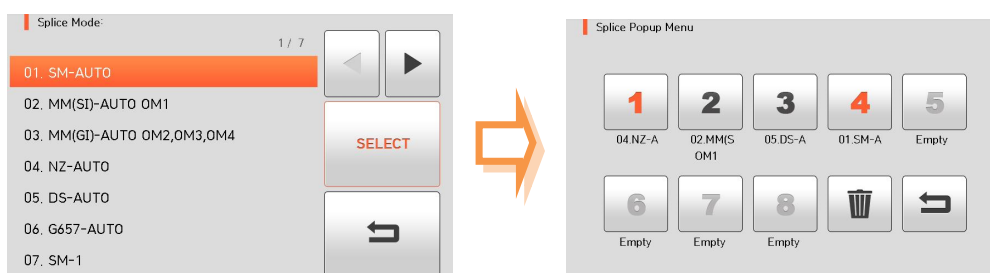 Splice Mode:
1 / 7
01. SM-AUTO
02. MM(SI)-AUTO OM1
03. MM(GI)-AUTO OM2,OM3,OM4
04. NZ-AUTO
05. DS-AUTO
06. G657-AUTO
07. SM-1
SELECT
Splice Popup Menu
1 2 3 4 5
04.NZ-A 02.MM(S 05.DS-A 01.SM-A Empty
OM1
6 7 8
Empty Empty Empty